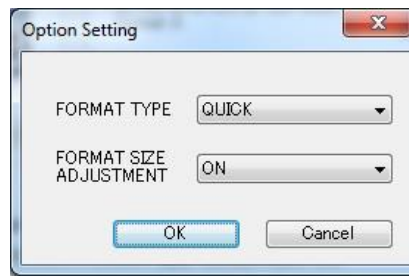 Option Setting
FORMAT TYPE
QUICK
FORMAT SIZE
ADJUSTMENT
ON
OK
Cancel